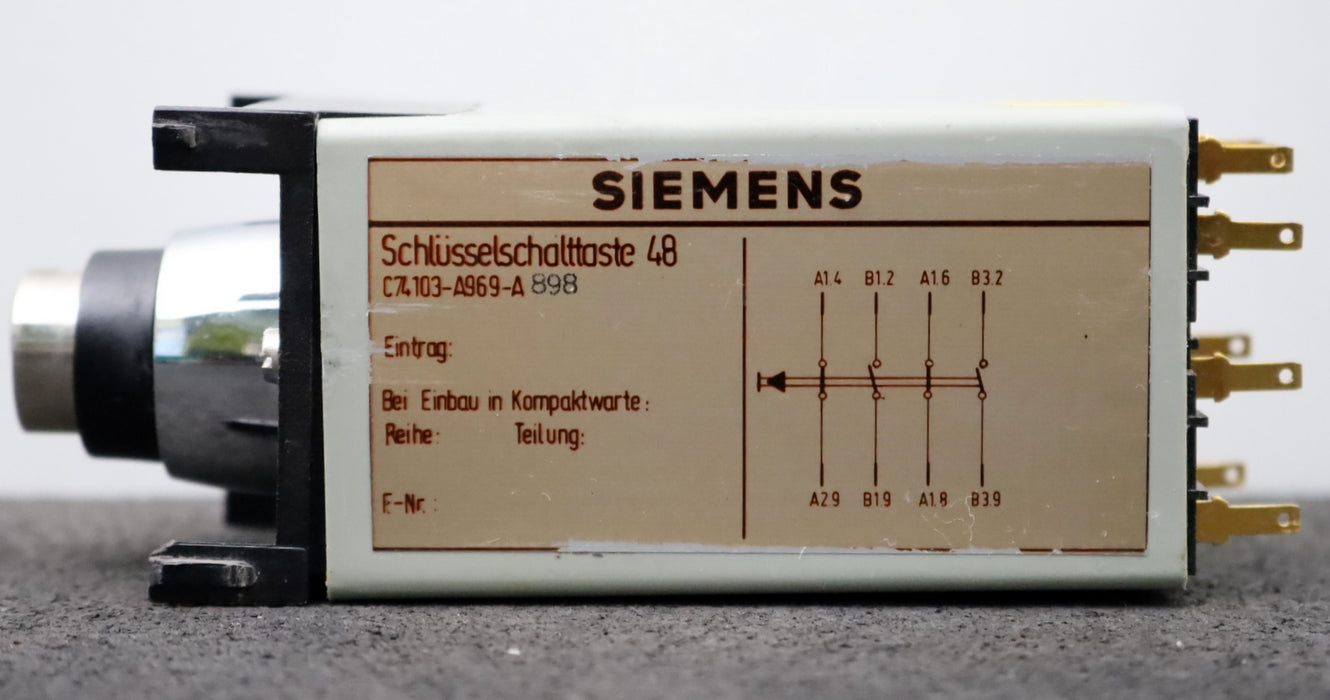 SIEMENS
Schlüsselschalttaste 48
C74103-A969-A 898
Eintrag:
Bei Einbau in Kompaktwarte:
Reihe: Teilung:
F-Nr.:
A1.4 B1.2 A1.6 B3.2
A2.9 B1.9 A1.8 B3.9